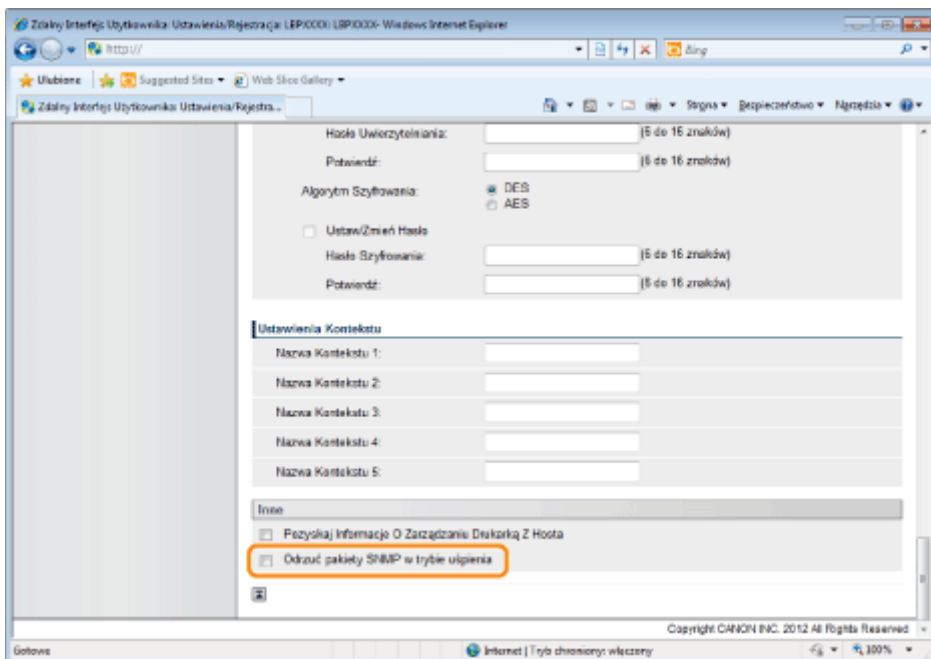 Zdalny Interfejs Użytkownika: Ustawienia/Rejestracja: LBPXXXX: LBPXXXX- Windows Internet Explorer
http://
Bing
Ulubione Suggested Sites Web Slice Gallery
Zdalny Interfejs Użytkownika: Ustawienia/Rejestra... Strona Bezpieczeństwo Narzędzia
Hasło Uwierzytelniania: (6 do 16 znaków)
Potwierdź: (6 do 16 znaków)
Algorytm Szyfrowania: DES
AES
Ustaw/Zmień Hasło
Hasło Szyfrowania: (6 do 16 znaków)
Potwierdź: (6 do 16 znaków)
Ustawienia Kontekstu
Nazwa Kontekstu 1:
Nazwa Kontekstu 2:
Nazwa Kontekstu 3:
Nazwa Kontekstu 4:
Nazwa Kontekstu 5:
Inne
Pozyskaj Informacje O Zarządzaniu Drukarką Z Hosta
Odrzuć pakiety SNMP w trybie uśpienia
Copyright CANON INC. 2012 All Rights Reserved
Gotowe Internet | Tryb chroniony: włączony 100%